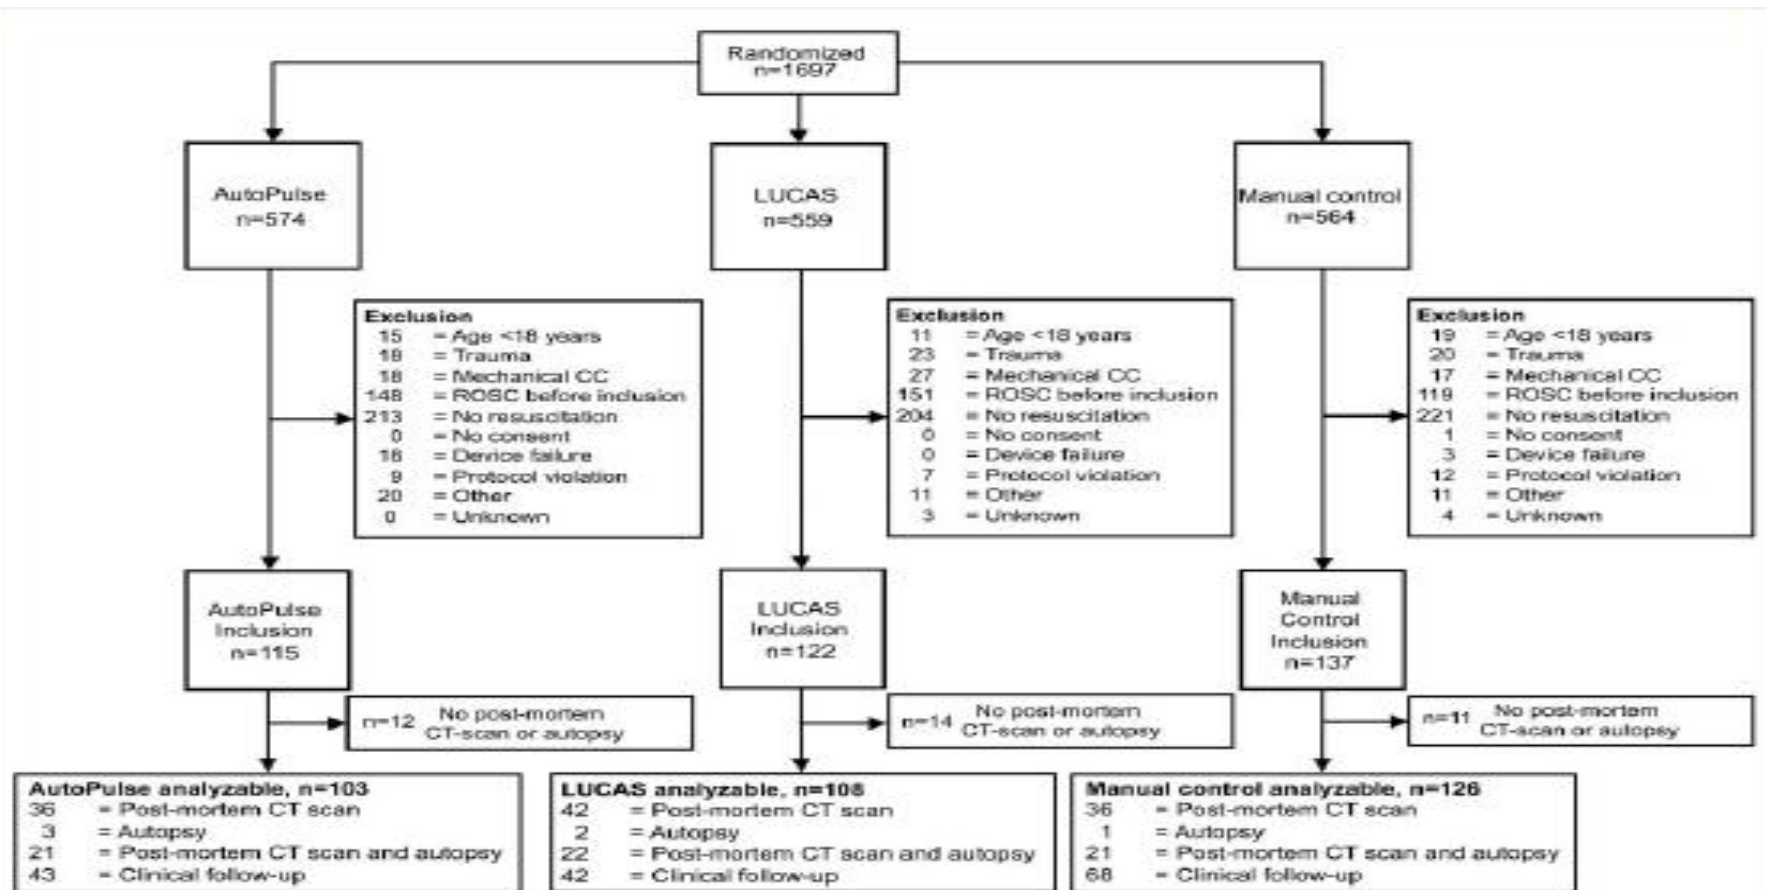 Randomized
n=1697
AutoPulse
n=574
LUCAS
n=559
Manual control
n=564
Exclusion
15 = Age <18 years
18 = Trauma
18 = Mechanical CC
148 = ROSC before inclusion
213 = No resuscitation
0 = No consent
18 = Device failure
9 = Protocol violation
20 = Other
0 = Unknown
Exclusion
11 = Age <18 years
23 = Trauma
27 = Mechanical CC
151 = ROSC before inclusion
204 = No resuscitation
0 = No consent
0 = Device failure
7 = Protocol violation
11 = Other
3 = Unknown
Exclusion
19 = Age <18 years
20 = Trauma
17 = Mechanical CC
119 = ROSC before inclusion
221 = No resuscitation
1 = No consent
3 = Device failure
12 = Protocol violation
11 = Other
4 = Unknown
AutoPulse
Inclusion
n=115
LUCAS
Inclusion
n=122
Manual
Control
Inclusion
n=137
n=12 No post-mortem
CT-scan or autopsy
n=14 No post-mortem
CT-scan or autopsy
n=11 No post-mortem
CT-scan or autopsy
AutoPulse analyzable, n=103
36 = Post-mortem CT scan
3 = Autopsy
21 = Post-mortem CT scan and autopsy
43 = Clinical follow-up
LUCAS analyzable, n=108
42 = Post-mortem CT scan
2 = Autopsy
22 = Post-mortem CT scan and autopsy
42 = Clinical follow-up
Manual control analyzable, n=126
36 = Post-mortem CT scan
1 = Autopsy
21 = Post-mortem CT scan and autopsy
68 = Clinical follow-up